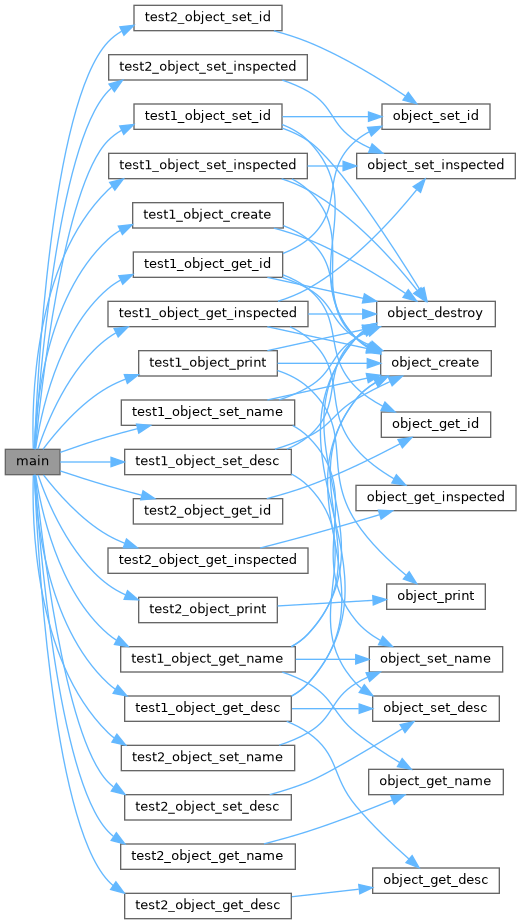 main
test2_object_set_id
test2_object_set_inspected
test1_object_set_id
test1_object_set_inspected
test1_object_create
test1_object_get_id
test1_object_get_inspected
test1_object_print
test1_object_set_name
test1_object_set_desc
test2_object_get_id
test2_object_get_inspected
test2_object_print
test1_object_get_name
test1_object_get_desc
test2_object_set_name
test2_object_set_desc
test2_object_get_name
test2_object_get_desc
object_set_id
object_set_inspected
object_destroy
object_create
object_get_id
object_get_inspected
object_print
object_set_name
object_set_desc
object_get_name
object_get_desc